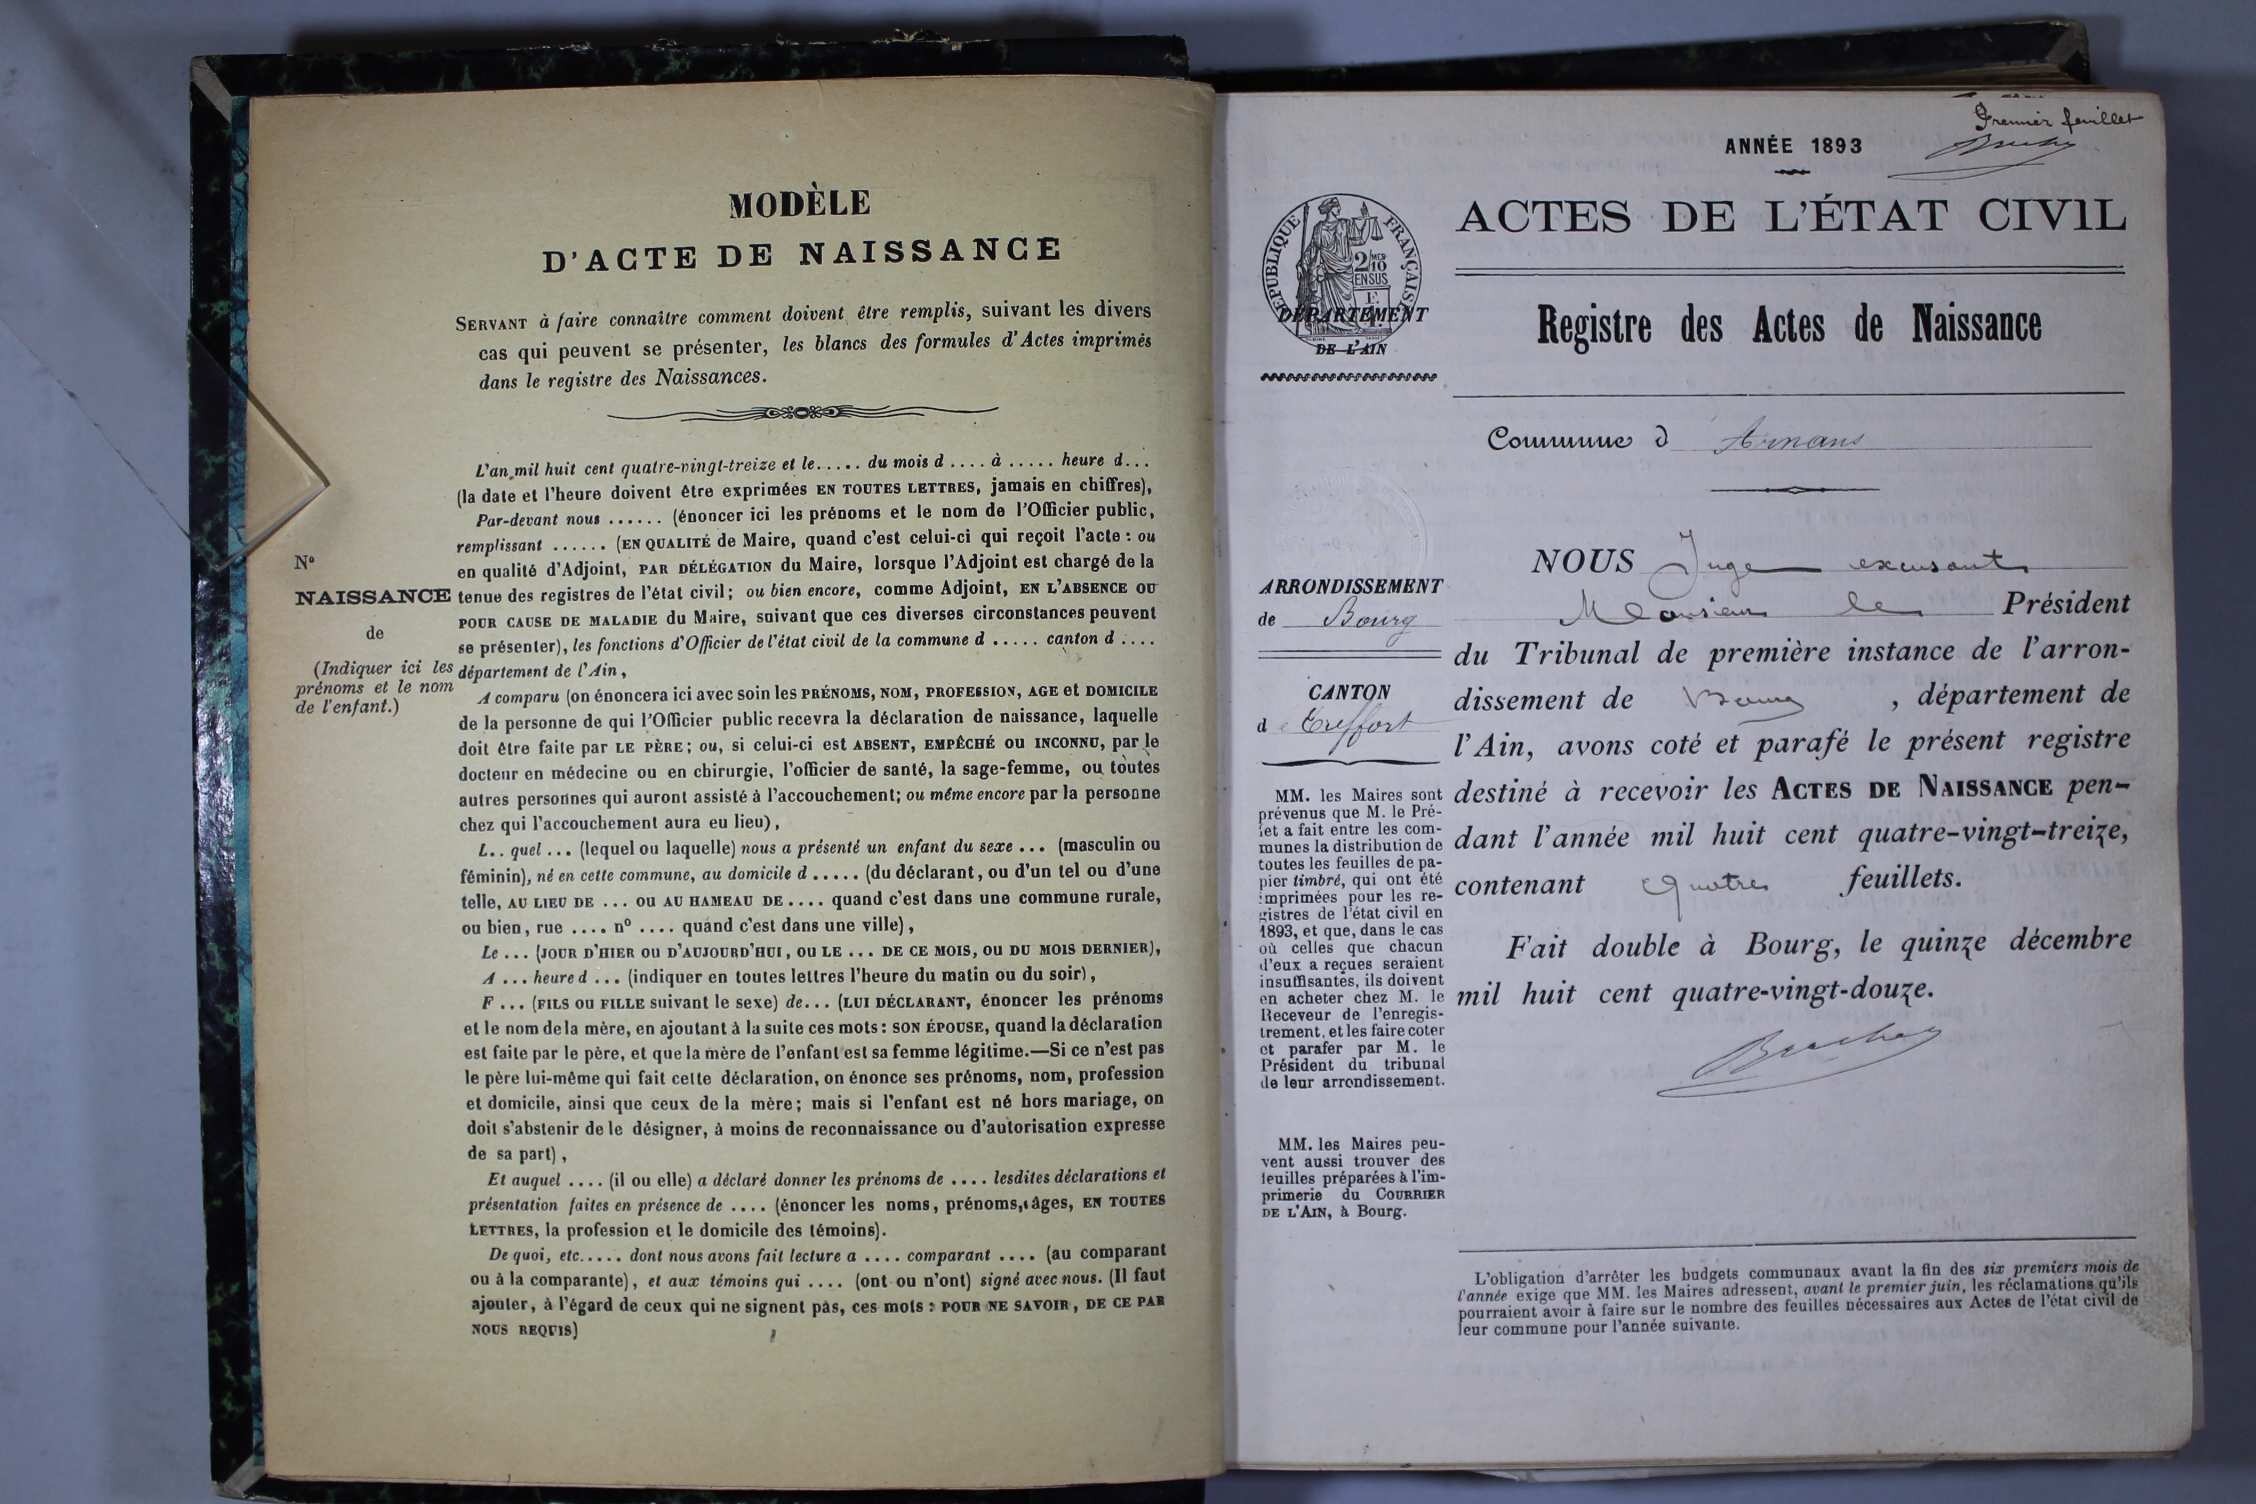 MODÈLE
D'ACTE DE NAISSANCE
SERVANT à faire connaître comment doivent être remplis, suivant les divers
cas qui peuvent se présenter, les blancs des formules d'Actes imprimés
dans le registre des Naissances.
L'an mil huit cent quatre-vingt-treize et le..... du mois d .... à ..... heure d...
(la date et l'heure doivent être exprimées EN TOUTES LETTRES, jamais en chiffres),
Par-devant nous ...... (énoncer ici les prénoms et le nom de l'Officier public,
remplissant ...... (EN QUALITÉ de Maire, quand c'est celui-ci qui reçoit l'acte : ou
en qualité d'Adjoint, PAR DÉLÉGATION du Maire, lorsque l'Adjoint est chargé de la
tenue des registres de l'état civil; ou bien encore, comme Adjoint, EN L'ABSENCE OU
POUR CAUSE DE MALADIE du Maire, suivant que ces diverses circonstances peuvent
se présenter), les fonctions d'Officier de l'état civil de la commune d ..... canton d ....
département de l'Ain,
N°
NAISSANCE
de
(Indiquer ici les
prénoms et le nom
de l'enfant.)
A comparu (on énoncera ici avec soin les PRÉNOMS, NOM, PROFESSION, AGE et DOMICILE
de la personne de qui l'Officier public recevra la déclaration de naissance, laquelle
doit être faite par LE PÈRE; ou, si celui-ci est ABSENT, EMPÊCHÉ OU INCONNU, par le
docteur en médecine ou en chirurgie, l'officier de santé, la sage-femme, ou toutes
autres personnes qui auront assisté à l'accouchement; ou même encore par la personne
chez qui l'accouchement aura eu lieu),
L.. quel ... (lequel ou laquelle) nous a présenté un enfant du sexe ... (masculin ou
féminin), né en cette commune, au domicile d ..... (du déclarant, ou d'un tel ou d'une
telle, AU LIEU DE ... OU AU HAMEAU DE .... quand c'est dans une commune rurale,
ou bien, rue .... n° .... quand c'est dans une ville),
Le ... (JOUR D'HIER OU D'AUJOURD'HUI, OU LE ... DE CE MOIS, OU DU MOIS DERNIER),
A ... heure d ... (indiquer en toutes lettres l'heure du matin ou du soir),
F ... (FILS OU FILLE suivant le sexe) de... (LUI DÉCLARANT, énoncer les prénoms
et le nom de la mère, en ajoutant à la suite ces mots : SON ÉPOUSE, quand la déclaration
est faite par le père, et que la mère de l'enfant est sa femme légitime.—Si ce n'est pas
le père lui-même qui fait cette déclaration, on énonce ses prénoms, nom, profession
et domicile, ainsi que ceux de la mère; mais si l'enfant est né hors mariage, on
doit s'abstenir de le désigner, à moins de reconnaissance ou d'autorisation expresse
de sa part),
Et auquel .... (il ou elle) a déclaré donner les prénoms de .... lesdites déclarations et
présentation faites en présence de .... (énoncer les noms, prénoms, âges, EN TOUTES
LETTRES, la profession et le domicile des témoins).
De quoi, etc..... dont nous avons fait lecture a .... comparant .... (au comparant
ou à la comparante), et aux témoins qui .... (ont ou n'ont) signé avec nous. (Il faut
ajouter, à l'égard de ceux qui ne signent pas, ces mots : POUR NE SAVOIR, DE CE PAR
NOUS REQUIS)
Premier feuillet
ANNÉE 1893
ACTES DE L'ÉTAT CIVIL
RÉPUBLIQUE FRANÇAISE
2/10
EN SUS
DÉPARTEMENT
DE L'AIN
Registre des Actes de Naissance
Commune d Arnans
ARRONDISSEMENT
de Bourg
CANTON
de Treffort
MM. les Maires sont
prévenus que M. le Pré-
fet a fait entre les com-
munes la distribution de
toutes les feuilles de pa-
pier timbré, qui ont été
imprimées pour les re-
gistres de l'état civil en
1893, et que, dans le cas
où celles que chacun
d'eux a reçues seraient
insuffisantes, ils doivent
en acheter chez M. le
Receveur de l'enregis-
trement, et les faire coter
et parafer par M. le
Président du tribunal
de leur arrondissement.
MM. les Maires peu-
vent aussi trouver des
feuilles préparées à l'im-
primerie du COURRIER
DE L'AIN, à Bourg.
NOUS Juge excusant
Monsieur le Président
du Tribunal de première instance de l'arron-
dissement de Bourg, département de
l'Ain, avons coté et parafé le présent registre
destiné à recevoir les ACTES DE NAISSANCE pen-
dant l'année mil huit cent quatre-vingt-treize,
contenant quatre feuillets.
Fait double à Bourg, le quinze décembre
mil huit cent quatre-vingt-douze.
L'obligation d'arrêter les budgets communaux avant la fin des six premiers mois de
l'année exige que MM. les Maires adressent, avant le premier juin, les réclamations qu'ils
pourraient avoir à faire sur le nombre des feuilles nécessaires aux Actes de l'état civil de
leur commune pour l'année suivante.